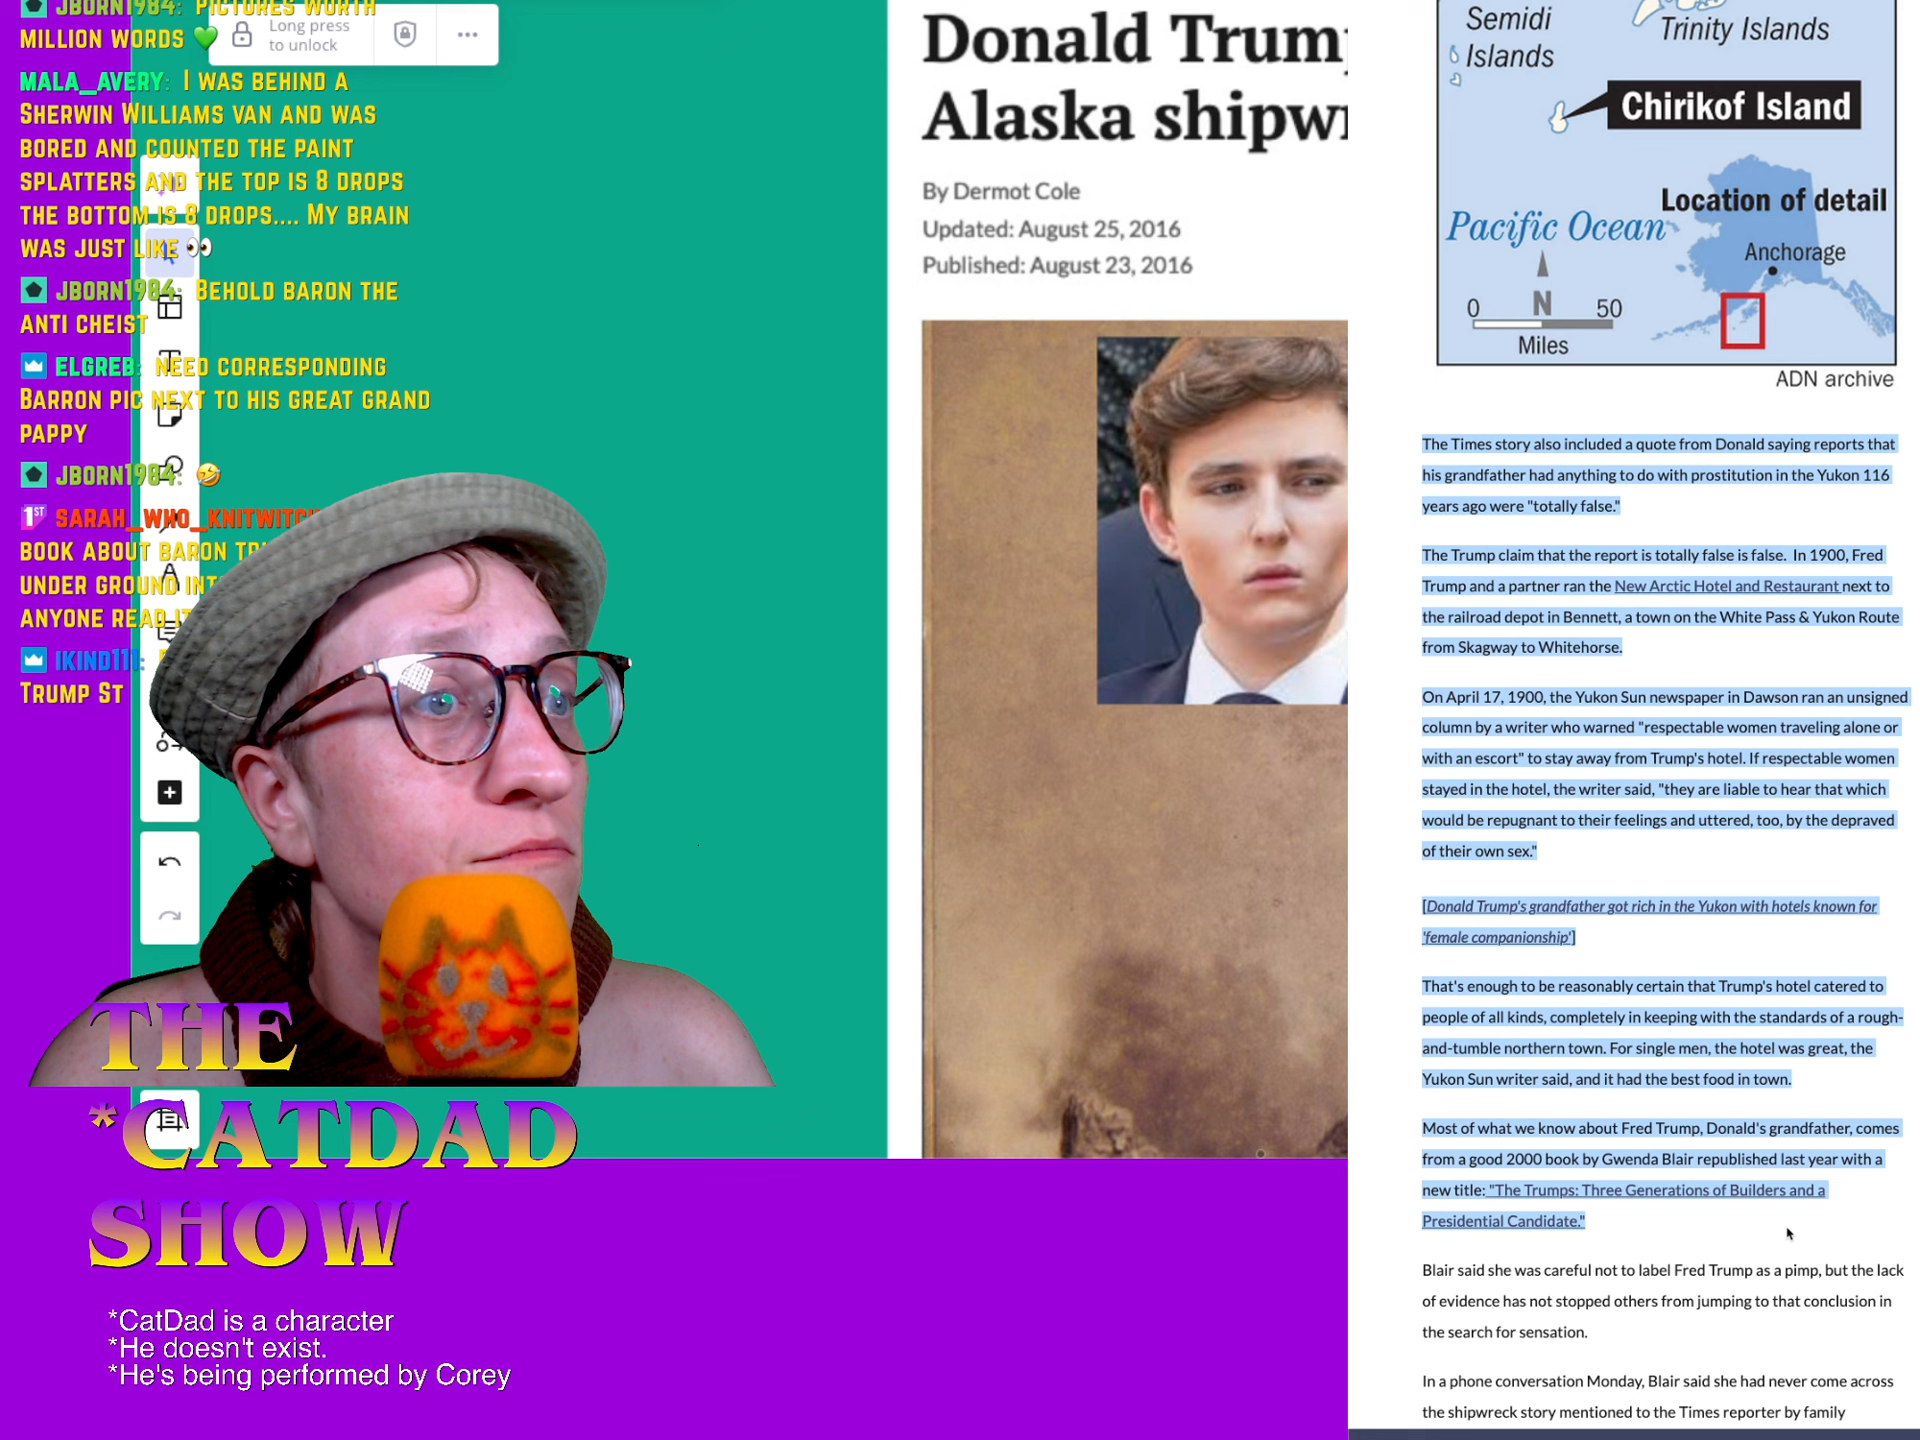 JBORN1984: PICTURES WORTH
MILLION WORDS 💚
MALA_AVERY: I WAS BEHIND A
SHERWIN WILLIAMS VAN AND WAS
BORED AND COUNTED THE PAINT
SPLATTERS AND THE TOP IS 8 DROPS
THE BOTTOM IS 8 DROPS.... MY BRAIN
WAS JUST LIKE 👀
JBORN1984: BEHOLD BARON THE
ANTI CHEIST
ELGREB: NEED CORRESPONDING
BARRON PIC NEXT TO HIS GREAT GRAND
PAPPY
JBORN1984: 🤣
1ST SARAH_WHO_KNITWITCH
BOOK ABOUT BARON
UNDER GROUND
ANYONE READ IT
IKIND111:
TRUMP ST
Long press
to unlock
THE
*CATDAD
SHOW
*CatDad is a character
*He doesn't exist.
*He's being performed by Corey
Donald Trump
Alaska shipw
By Dermot Cole
Updated: August 25, 2016
Published: August 23, 2016
Semidi
Islands
Trinity Islands
Chirikof Island
Location of detail
Pacific Ocean
Anchorage
N
0 50
Miles
ADN archive
The Times story also included a quote from Donald saying reports that
his grandfather had anything to do with prostitution in the Yukon 116
years ago were "totally false."
The Trump claim that the report is totally false is false. In 1900, Fred
Trump and a partner ran the New Arctic Hotel and Restaurant next to
the railroad depot in Bennett, a town on the White Pass & Yukon Route
from Skagway to Whitehorse.
On April 17, 1900, the Yukon Sun newspaper in Dawson ran an unsigned
column by a writer who warned "respectable women traveling alone or
with an escort" to stay away from Trump's hotel. If respectable women
stayed in the hotel, the writer said, "they are liable to hear that which
would be repugnant to their feelings and uttered, too, by the depraved
of their own sex."
[Donald Trump's grandfather got rich in the Yukon with hotels known for
'female companionship']
That's enough to be reasonably certain that Trump's hotel catered to
people of all kinds, completely in keeping with the standards of a rough-
and-tumble northern town. For single men, the hotel was great, the
Yukon Sun writer said, and it had the best food in town.
Most of what we know about Fred Trump, Donald's grandfather, comes
from a good 2000 book by Gwenda Blair republished last year with a
new title: "The Trumps: Three Generations of Builders and a
Presidential Candidate."
Blair said she was careful not to label Fred Trump as a pimp, but the lack
of evidence has not stopped others from jumping to that conclusion in
the search for sensation.
In a phone conversation Monday, Blair said she had never come across
the shipwreck story mentioned to the Times reporter by family